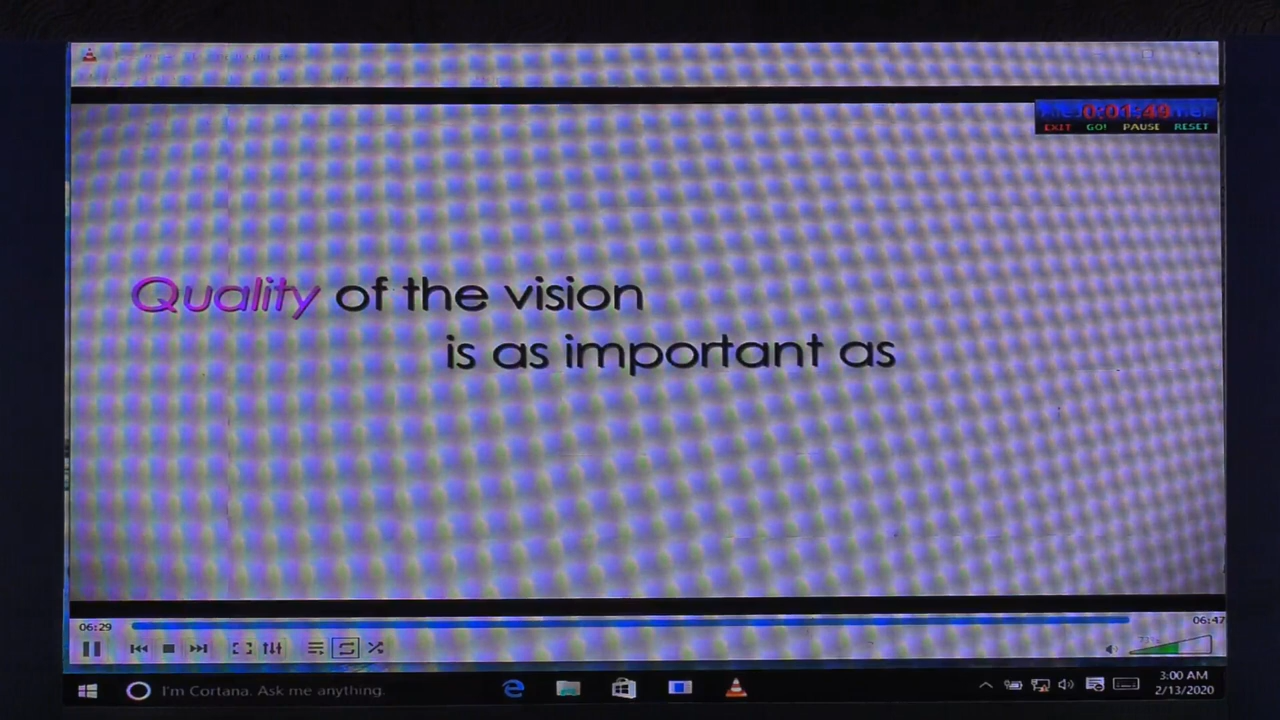 0:01:49
EXIT GO! PAUSE RESET
Quality of the vision
is as important as
06:29
06:47
71%
I'm Cortana. Ask me anything.
3:00 AM
2/13/2020